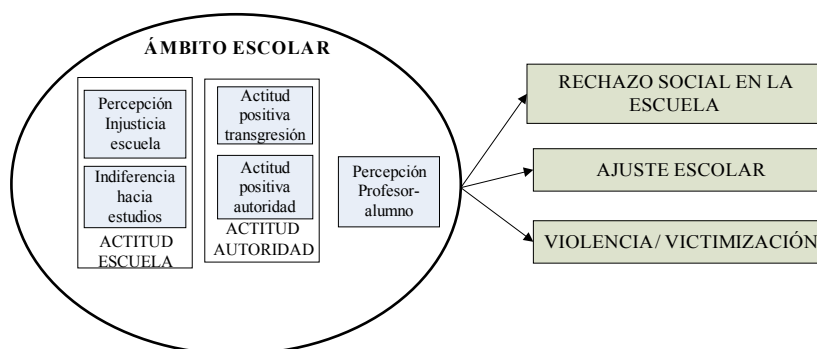 ÁMBITO ESCOLAR
Percepción
Injusticia
escuela
Indiferencia
hacia
estudios
ACTITUD
ESCUELA
Actitud
positiva
transgresión
Actitud
positiva
autoridad
ACTITUD
AUTORIDAD
Percepción
Profesor-
alumno
RECHAZO SOCIAL EN LA
ESCUELA
AJUSTE ESCOLAR
VIOLENCIA / VICTIMIZACIÓN